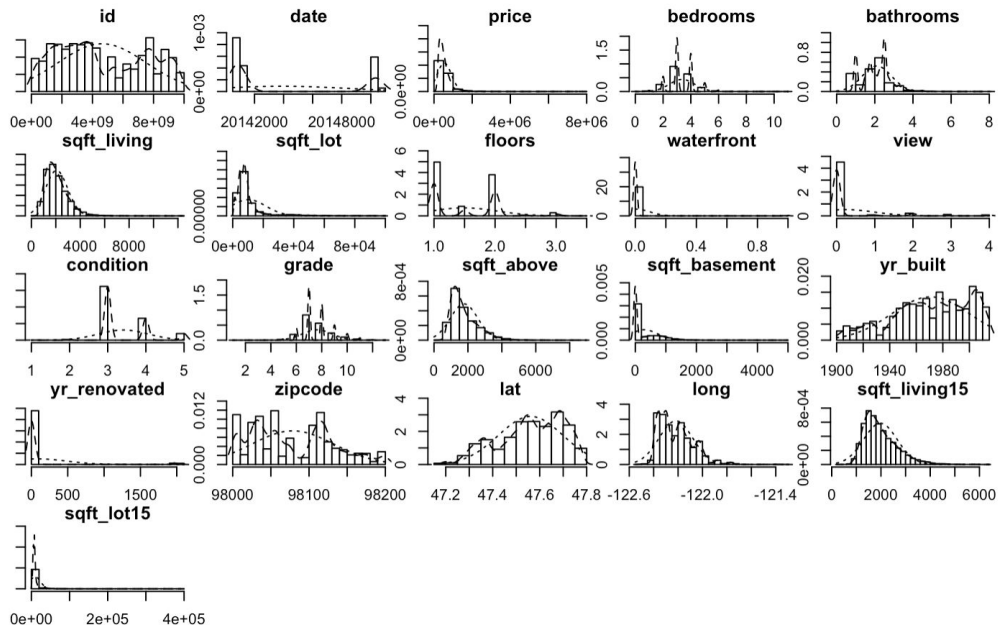 id date price bedrooms bathrooms
1e-03 1.5 0.8
0e+00 0.0e+00 0.0 0.0
0e+00 4e+09 8e+09 20142000 20148000 0e+00 4e+06 8e+06 0 2 4 6 8 10 0 2 4 6 8
sqft_living sqft_lot floors waterfront view
0.00000 0 2 4 6 0 20 0 2 4
0 4000 8000 0e+00 4e+04 8e+04 1.0 2.0 3.0 0.0 0.4 0.8 0 1 2 3 4
condition grade sqft_above sqft_basement yr_built
1.5 8e-04 0.005 0.020
0.0 0e+00 0.000 0.000
1 2 3 4 5 2 4 6 8 10 12 0 2000 6000 0 2000 4000 1900 1940 1980
yr_renovated zipcode lat long sqft_living15
0.012 4 4 8e-04
0.000 0 2 0 2 0e+00
0 500 1500 98000 98100 98200 47.2 47.4 47.6 47.8 -122.6 -122.0 -121.4 0 2000 4000 6000
sqft_lot15
0e+00 2e+05 4e+05